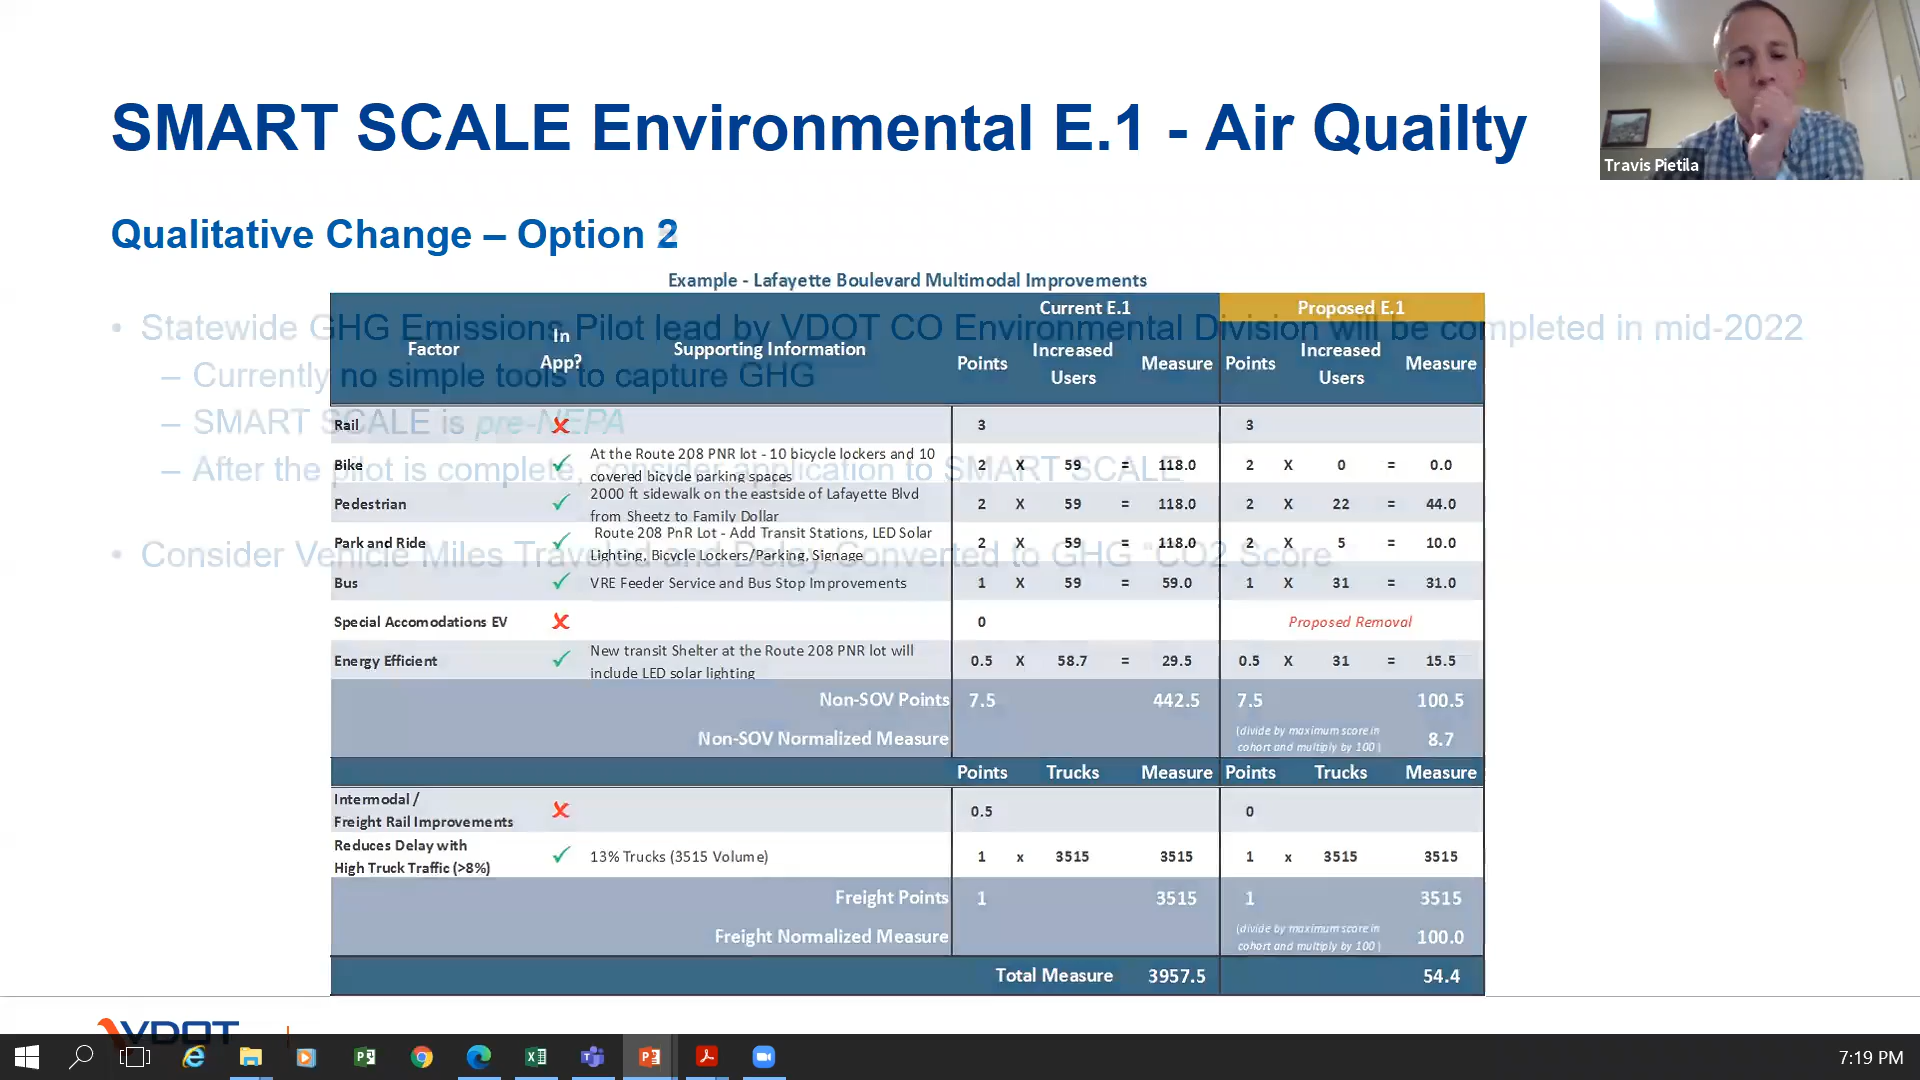 SMART SCALE Environmental E.1 - Air Quailty
Travis Pietila
Qualitative Change – Option 2
Example - Lafayette Boulevard Multimodal Improvements
Current E.1 Proposed E.1
• Statewide GHG Emissions Pilot lead by VDOT CO Environmental Division will be completed in mid-2022
Factor In App? Supporting Information Points Increased Users Measure Points Increased Users Measure
– Currently no simple tools to capture GHG
– SMART SCALE is pre-NEPA
Rail ✗ 3 3
– After the pilot is complete, consider application to SMART SCALE
Bike ✓ At the Route 208 PNR lot - 10 bicycle lockers and 10 covered bicycle parking spaces 2 X 59 = 118.0 2 X 0 = 0.0
Pedestrian ✓ 2000 ft sidewalk on the eastside of Lafayette Blvd from Sheetz to Family Dollar 2 X 59 = 118.0 2 X 22 = 44.0
Park and Ride ✓ Route 208 PnR Lot - Add Transit Stations, LED Solar Lighting, Bicycle Lockers/Parking, Signage 2 X 59 = 118.0 2 X 5 = 10.0
• Consider Vehicle Miles Traveled and Delay Converted to GHG "CO2 Score
Bus ✓ VRE Feeder Service and Bus Stop Improvements 1 X 59 = 59.0 1 X 31 = 31.0
Special Accomodations EV ✗ 0 Proposed Removal
Energy Efficient ✓ New transit Shelter at the Route 208 PNR lot will include LED solar lighting 0.5 X 58.7 = 29.5 0.5 X 31 = 15.5
Non-SOV Points 7.5 442.5 7.5 100.5
Non-SOV Normalized Measure (divide by maximum score in cohort and multiply by 100) 8.7
Points Trucks Measure Points Trucks Measure
Intermodal / Freight Rail Improvements ✗ 0.5 0
Reduces Delay with High Truck Traffic (>8%) ✓ 13% Trucks (3515 Volume) 1 x 3515 3515 1 x 3515 3515
Freight Points 1 3515 1 3515
Freight Normalized Measure (divide by maximum score in cohort and multiply by 100) 100.0
Total Measure 3957.5 54.4
VDOT
7:19 PM